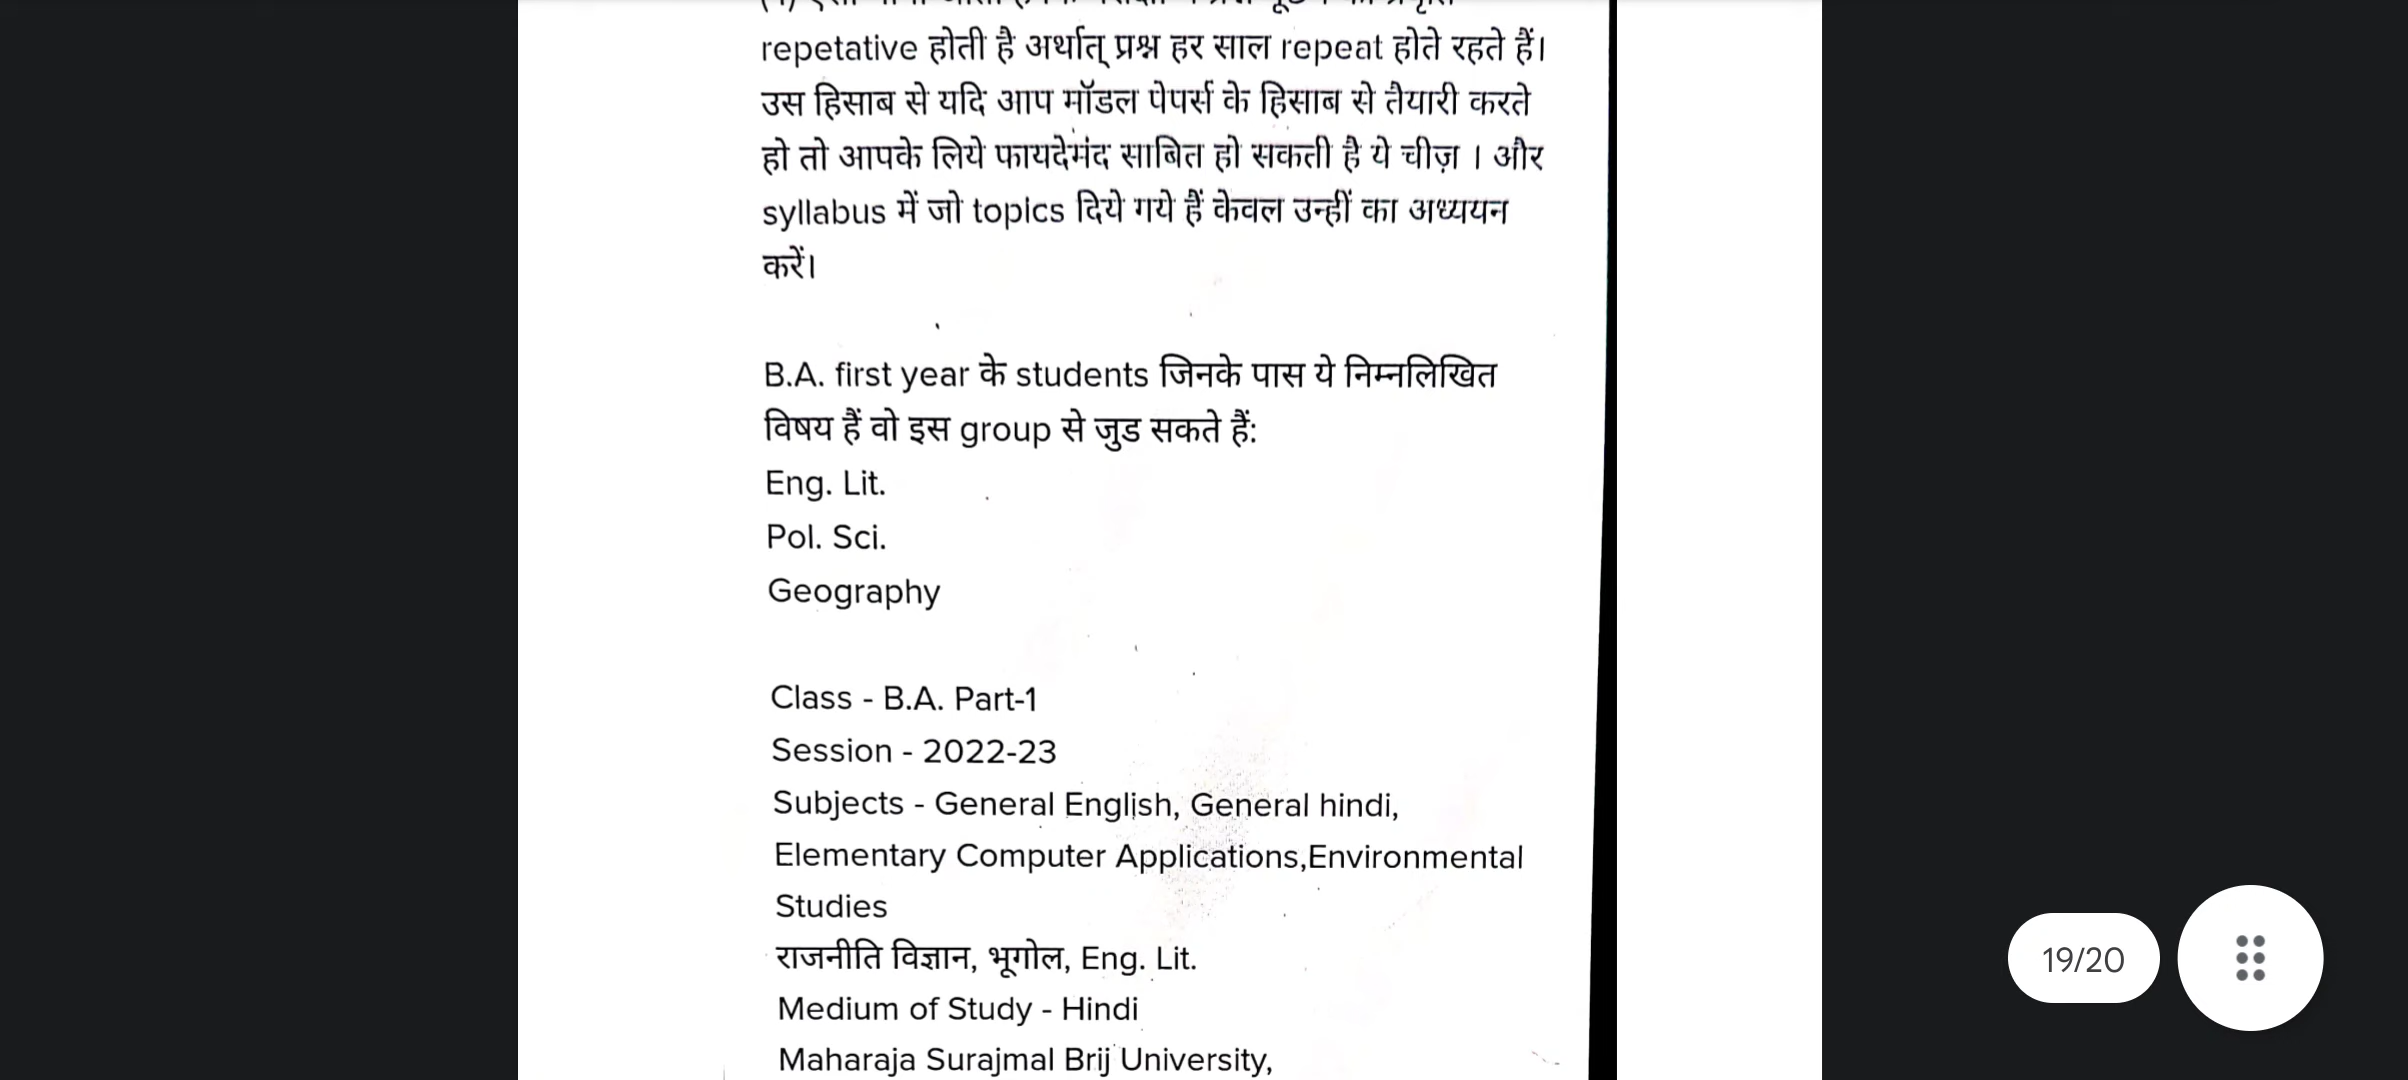 repetative होती है अर्थात् प्रश्न हर साल repeat होते रहते हैं।
उस हिसाब से यदि आप मॉडल पेपर्स के हिसाब से तैयारी करते
हो तो आपके लिये फायदेमंद साबित हो सकती है ये चीज़ । और
syllabus में जो topics दिये गये हैं केवल उन्हीं का अध्ययन
करें।
B.A. first year के students जिनके पास ये निम्नलिखित
विषय हैं वो इस group से जुड सकते हैं:
Eng. Lit.
Pol. Sci.
Geography
Class - B.A. Part-1
Session - 2022-23
Subjects - General English, General hindi,
Elementary Computer Applications,Environmental
Studies
राजनीति विज्ञान, भूगोल, Eng. Lit.
Medium of Study - Hindi
Maharaja Surajmal Brij University,
19/20